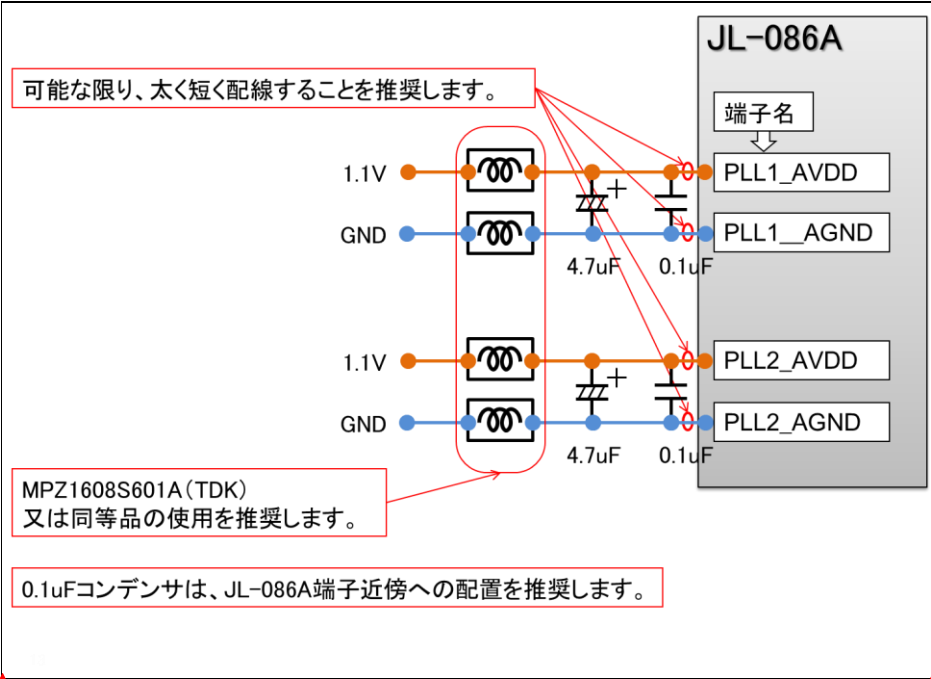 JL-086A
可能な限り、太く短く配線することを推奨します。
端子名
1.1V
PLL1_AVDD
+
GND
PLL1__AGND
4.7uF
0.1uF
1.1V
PLL2_AVDD
+
GND
PLL2_AGND
4.7uF
0.1uF
MPZ1608S601A(TDK)
又は同等品の使用を推奨します。
0.1uFコンデンサは、JL-086A端子近傍への配置を推奨します。